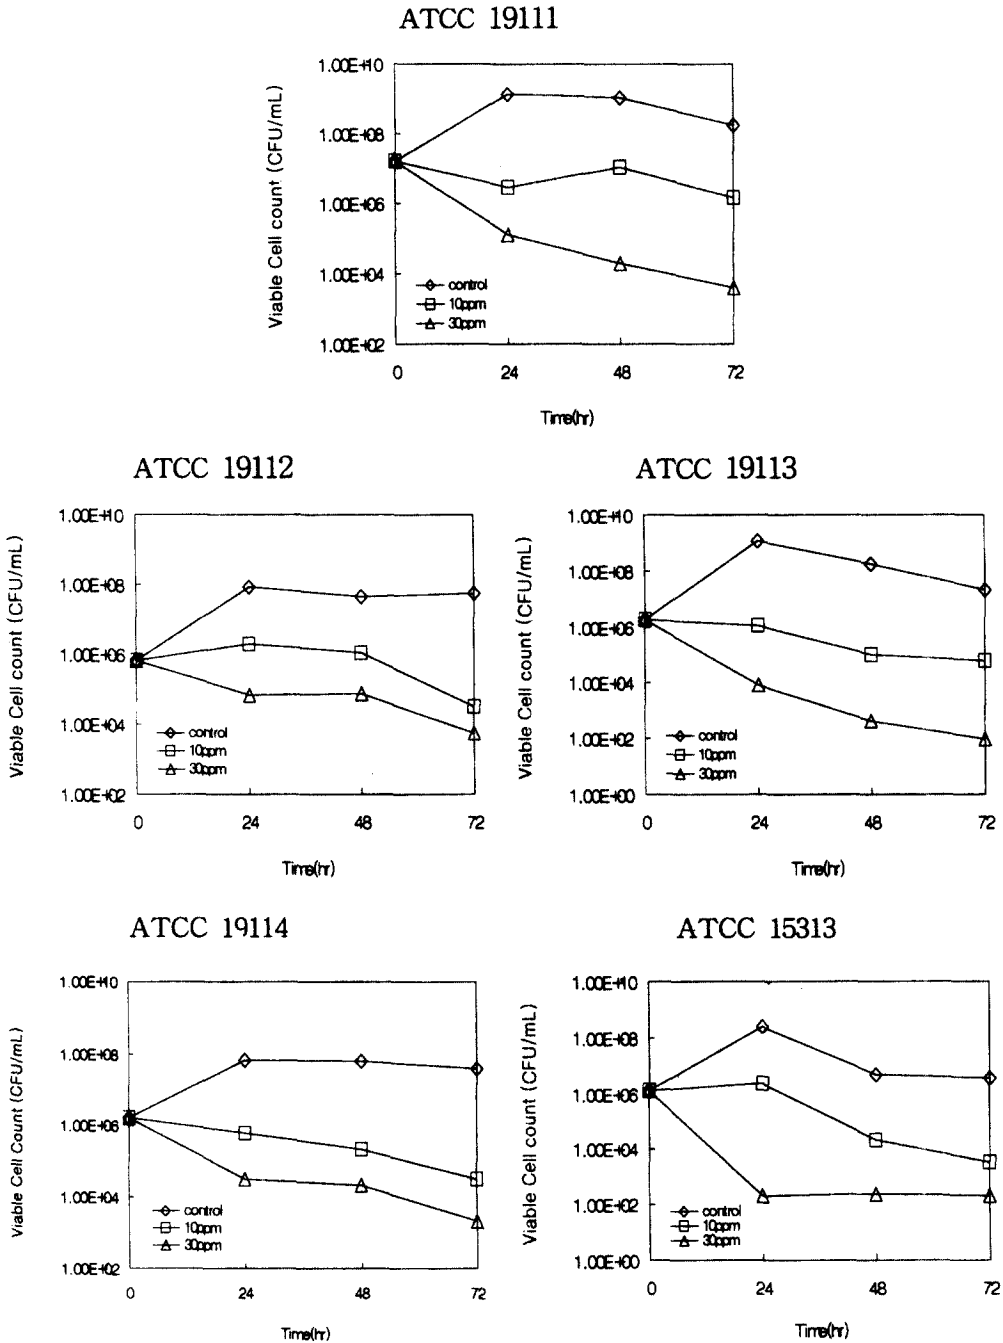 ATCC 19111
Viable Cell count (CFU/mL)
1.00E+10
1.00E+08
1.00E+06
1.00E+04
1.00E+02
control
10ppm
30ppm
0 24 48 72
Time(hr)
ATCC 19112
Viable Cell count (CFU/mL)
1.00E+10
1.00E+08
1.00E+06
1.00E+04
1.00E+02
control
10ppm
30ppm
0 24 48 72
Time(hr)
ATCC 19113
Viable Cell count (CFU/mL)
1.00E+10
1.00E+08
1.00E+06
1.00E+04
1.00E+02
1.00E+00
control
10ppm
30ppm
0 24 48 72
Time(hr)
ATCC 19114
Viable Cell Count (CFU/mL)
1.00E+10
1.00E+08
1.00E+06
1.00E+04
1.00E+02
control
10ppm
30ppm
0 24 48 72
Time(hr)
ATCC 15313
Viable Cell count (CFU/mL)
1.00E+10
1.00E+08
1.00E+06
1.00E+04
1.00E+02
1.00E+00
control
10ppm
30ppm
0 24 48 72
Time(hr)